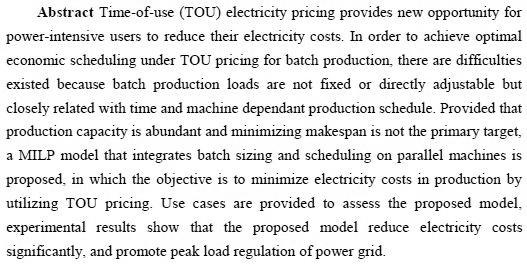 Abstract Time-of-use (TOU) electricity pricing provides new opportunity for
power-intensive users to reduce their electricity costs. In order to achieve optimal
economic scheduling under TOU pricing for batch production, there are difficulties
existed because batch production loads are not fixed or directly adjustable but
closely related with time and machine dependant production schedule. Provided that
production capacity is abundant and minimizing makespan is not the primary target,
a MILP model that integrates batch sizing and scheduling on parallel machines is
proposed, in which the objective is to minimize electricity costs in production by
utilizing TOU pricing. Use cases are provided to assess the proposed model,
experimental results show that the proposed model reduce electricity costs
significantly, and promote peak load regulation of power grid.